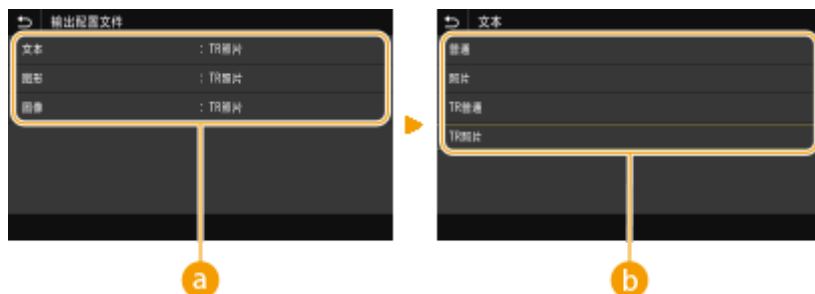 输出配置文件
文本 : TR照片
图形 : TR照片
图像 : TR照片
a
文本
普通
照片
TR普通
TR照片
b